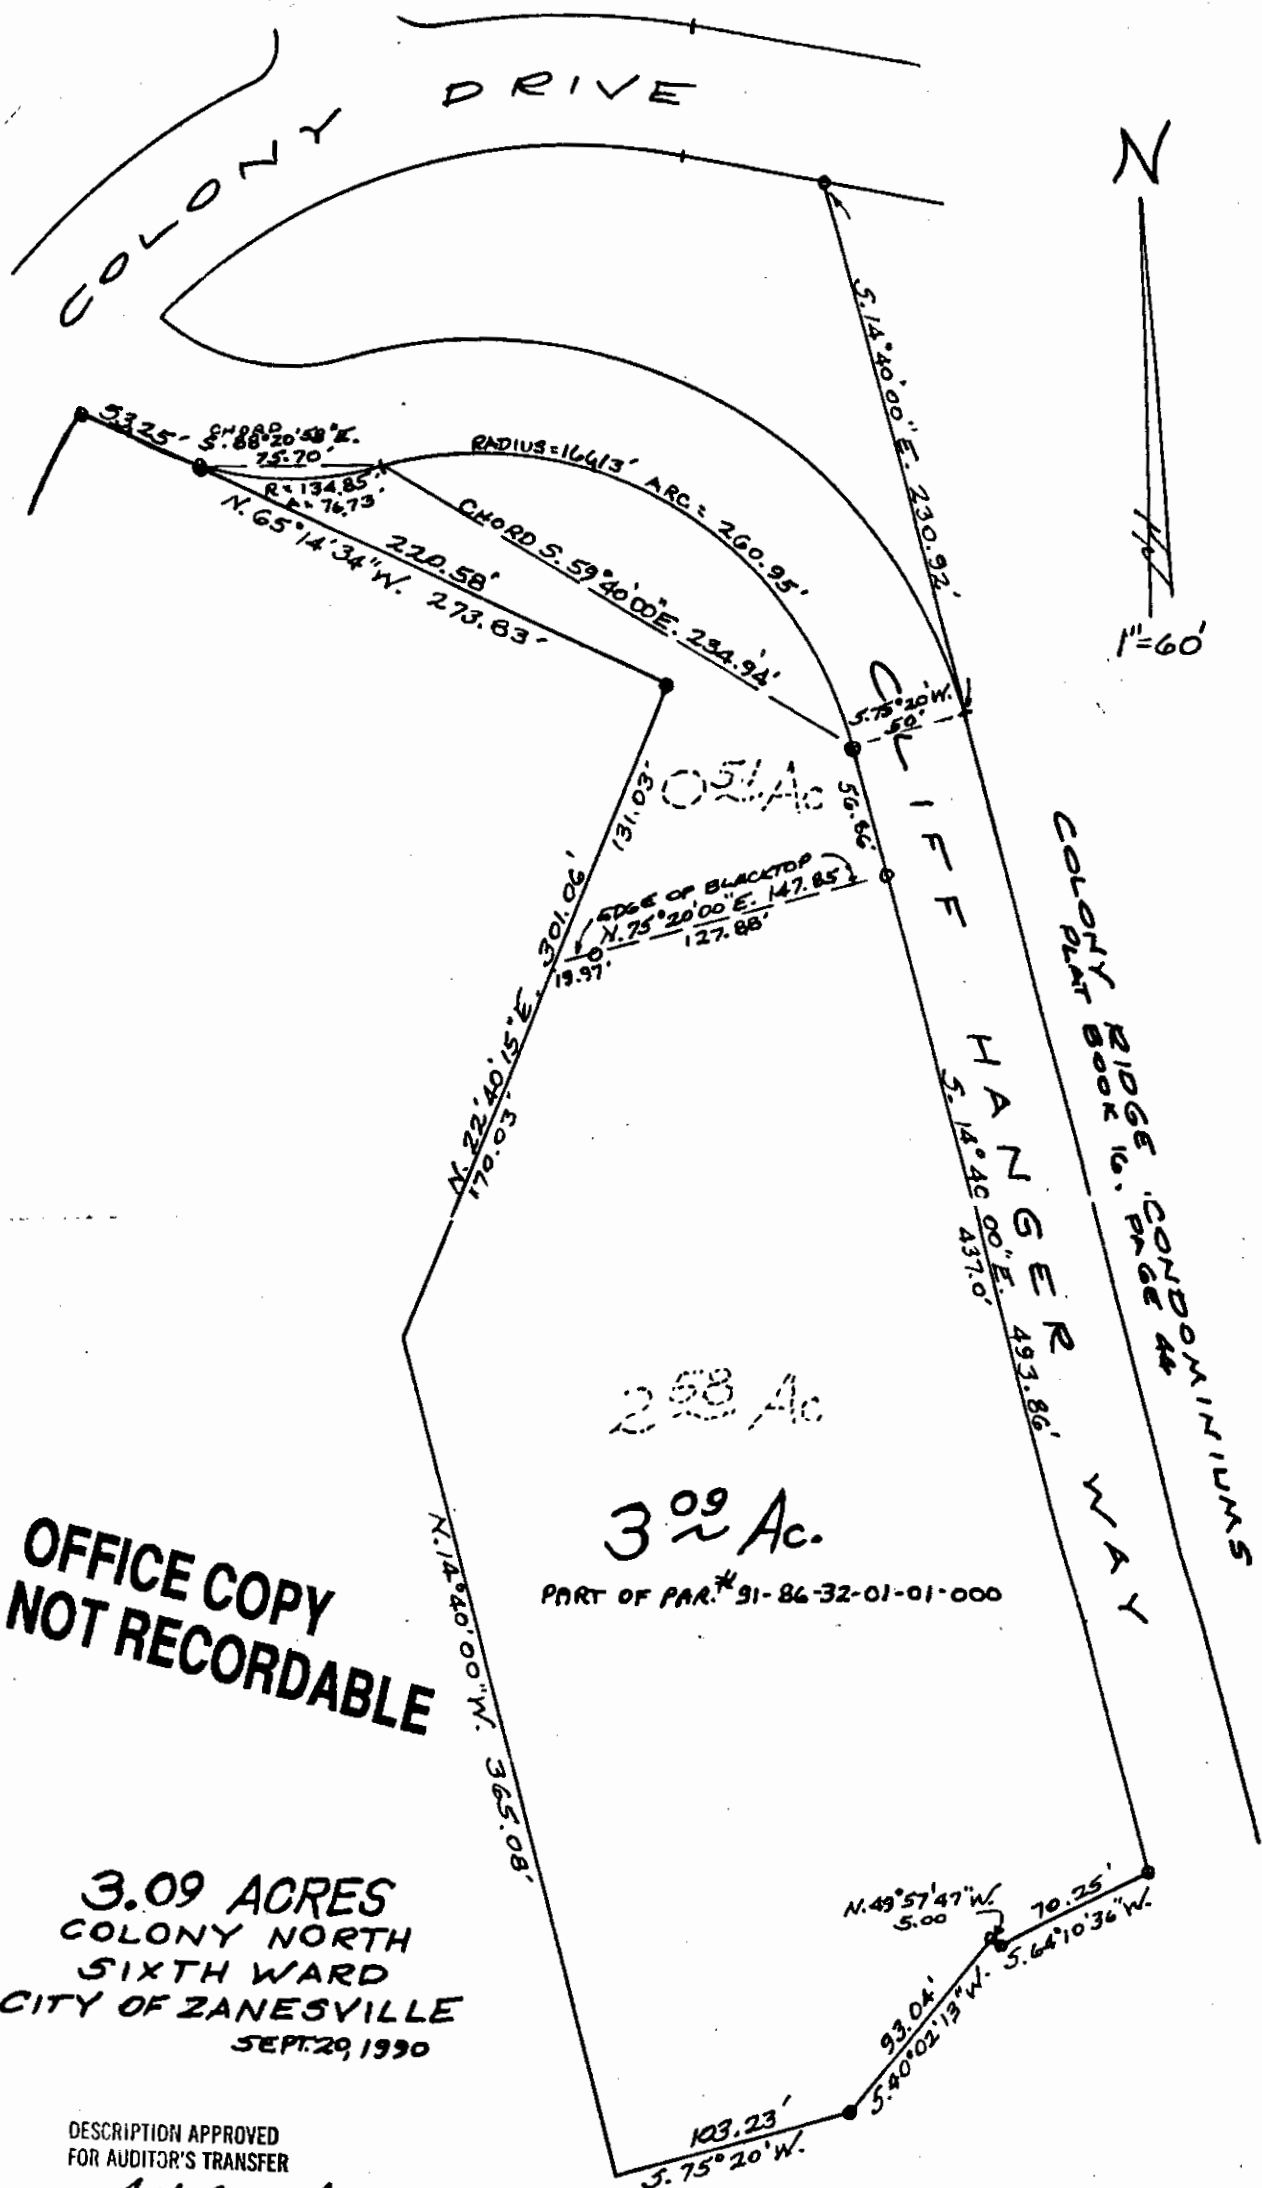 COLONY DRIVE
N
1"=60'
S. 14°40'00" E. 230.92'
53.25'
CHORD
S. 88°20'58" E.
75.70'
R=134.85'
A=76.73'
RADIUS=164.13' ARC=260.95'
CHORD S. 59°40'00" E. 234.94'
220.58'
N. 65°14'34" W. 273.83'
S. 75°20' W.
50'
56.86'
0 51 Ac
131.03'
EDGE OF BLACKTOP
N. 75°20'00" E. 147.85'
127.88'
19.97'
N. 22°40'15" E. 301.06'
170.03'
CLIFF HANGER WAY
COLONY RIDGE CONDOMINIUMS
PLAT BOOK 16, PAGE 44
S. 14°40'00" E. 493.86'
437.0'
2 58 Ac
3 09 Ac.
PART OF PAR.# 91-86-32-01-01-000
OFFICE COPY
NOT RECORDABLE
N. 14°40'00" W. 365.08'
3.09 ACRES
COLONY NORTH
SIXTH WARD
CITY OF ZANESVILLE
SEPT. 20, 1990
N. 49°57'47" W.
5.00
70.25'
S. 64°10'36" W.
93.04'
S. 40°02'13" W.
103.23'
S. 75°20' W.
DESCRIPTION APPROVED
FOR AUDITOR'S TRANSFER